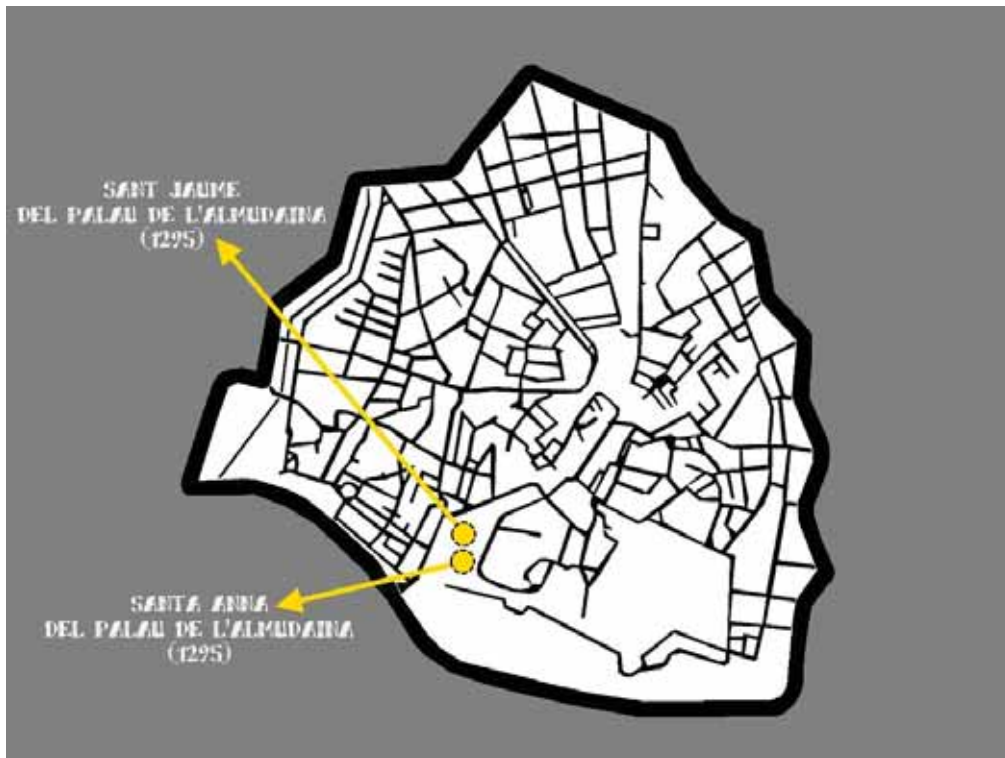 SANT JAUME
DEL PALAU DE L'ALMUDAINA
(1295)
SANTA ANNA
DEL PALAU DE L'ALMUDAINA
(1295)